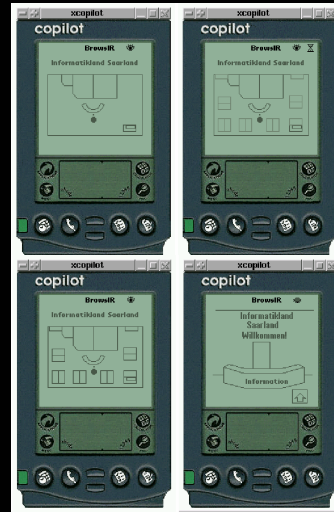 xcopilot
copilot
BrowsIR
Informatikland Saarland
xcopilot
copilot
BrowsIR
Informatikland Saarland
xcopilot
copilot
BrowsIR
Informatikland Saarland
xcopilot
copilot
BrowsIR
Informatikland
Saarland
Willkommen!
Information